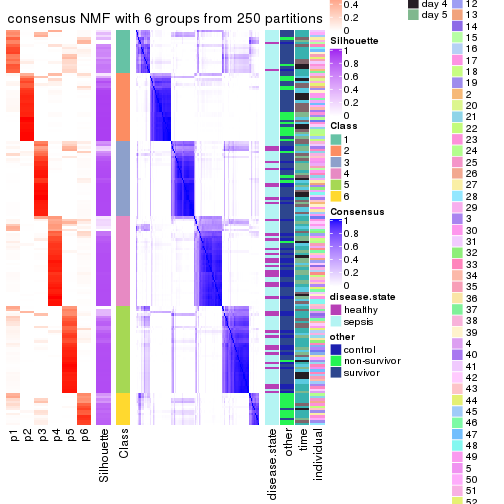 consensus NMF with 6 groups from 250 partitions
p1
p2
p3
p4
p5
p6
Silhouette
Class
disease.state
other
time
individual
0.4
0.2
0
Silhouette
1
0.8
0.6
0.4
0.2
0
Class
1
2
3
4
5
6
Consensus
1
0.8
0.6
0.4
0.2
0
disease.state
healthy
sepsis
other
control
non-survivor
survivor
day 4
day 5
12
13
14
15
16
17
18
19
2
20
21
22
23
24
25
26
27
28
29
3
30
31
32
33
34
35
36
37
38
39
4
40
41
42
43
44
45
46
47
48
49
5
50
51
52